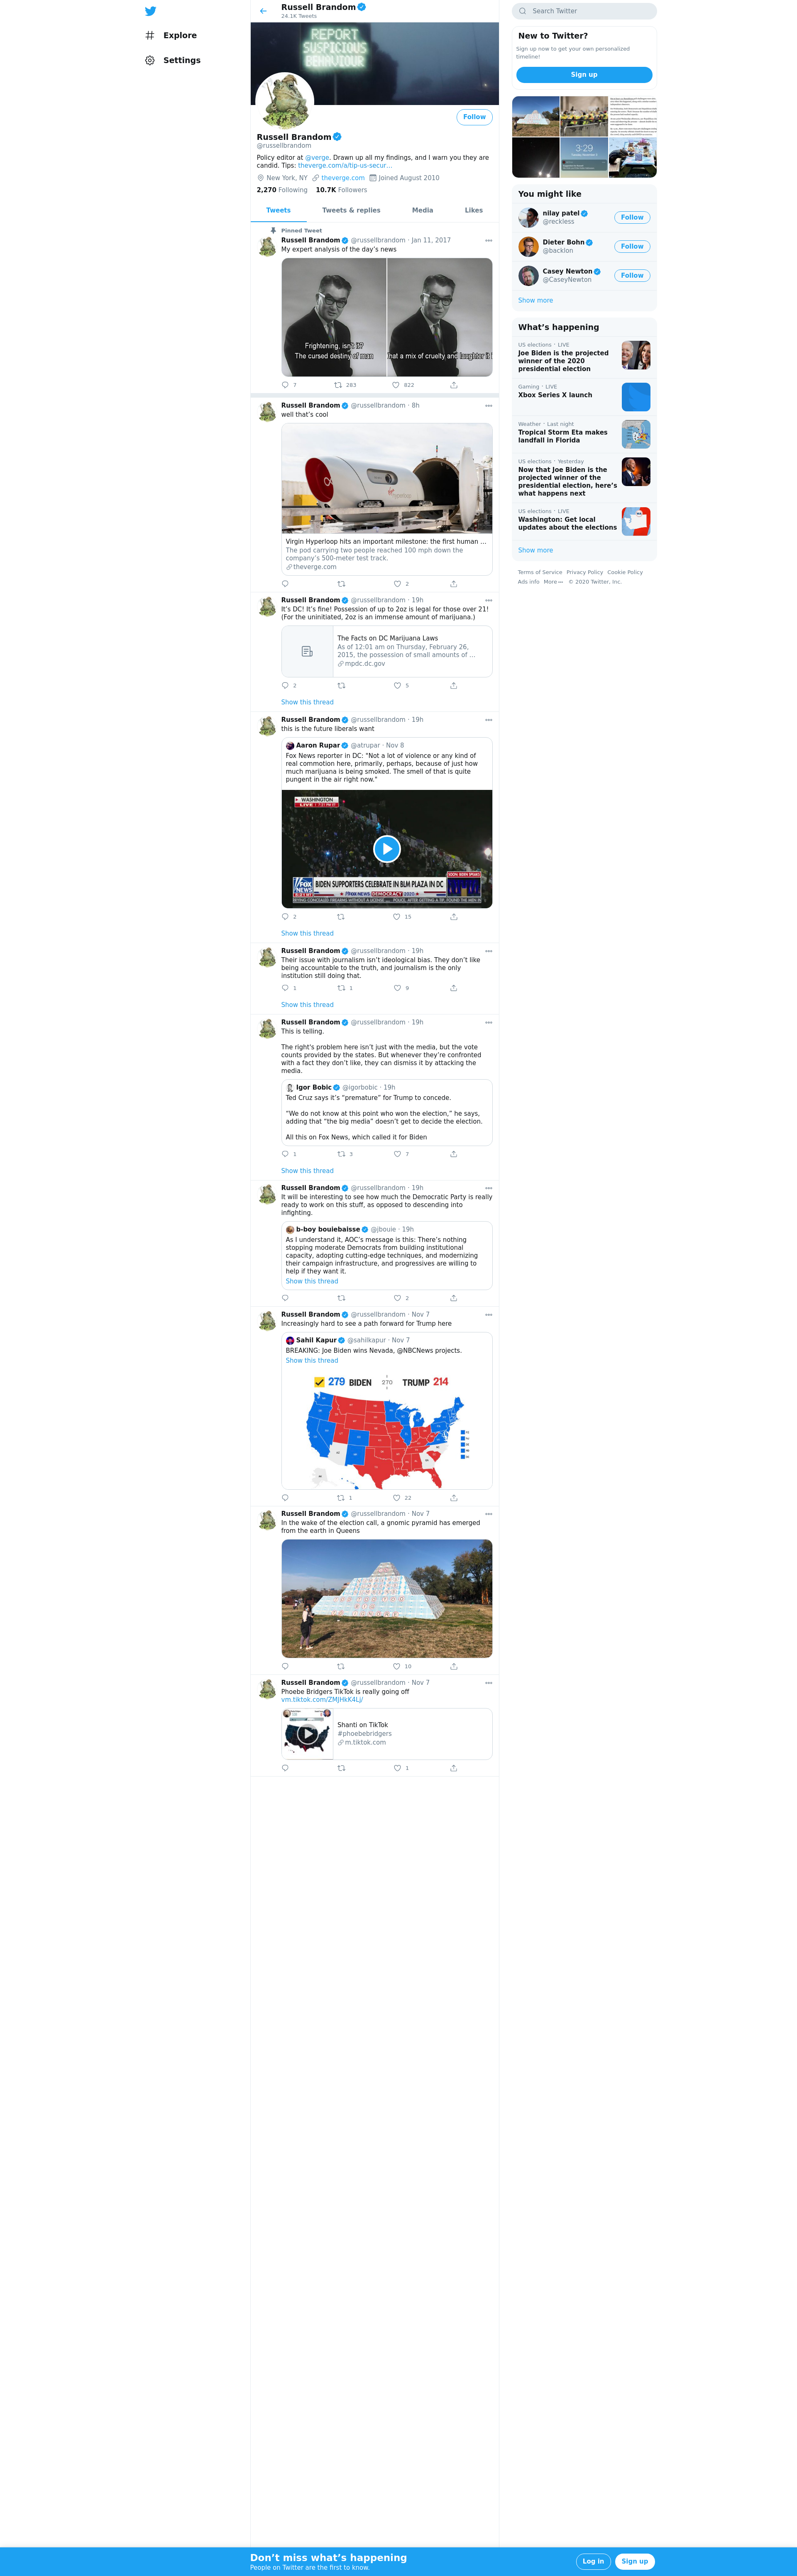 Russell Brandom
24.1K Tweets
Explore
Settings
REPORT
SUSPICIOUS
BEHAVIOUR
Follow
Russell Brandom
@russellbrandom
Policy editor at @verge. Drawn up all my findings, and I warn you they are
candid. Tips: theverge.com/a/tip-us-secur…
New York, NY theverge.com Joined August 2010
2,270 Following 10.7K Followers
Tweets Tweets & replies Media Likes
Pinned Tweet
Russell Brandom @russellbrandom · Jan 11, 2017
My expert analysis of the day’s news
Frightening, isn't it?
The cursed destiny of man
that a mix of cruelty and laughter it i
7 283 822
Russell Brandom @russellbrandom · 8h
well that’s cool
Virgin Hyperloop hits an important milestone: the first human …
The pod carrying two people reached 100 mph down the
company’s 500-meter test track.
theverge.com
2
Russell Brandom @russellbrandom · 19h
It’s DC! It’s fine! Possession of up to 2oz is legal for those over 21!
(For the uninitiated, 2oz is an immense amount of marijuana.)
The Facts on DC Marijuana Laws
As of 12:01 am on Thursday, February 26,
2015, the possession of small amounts of …
mpdc.dc.gov
2 5
Show this thread
Russell Brandom @russellbrandom · 19h
this is the future liberals want
Aaron Rupar @atrupar · Nov 8
Fox News reporter in DC: "Not a lot of violence or any kind of
real commotion here, primarily, perhaps, because of just how
much marijuana is being smoked. The smell of that is quite
pungent in the air right now."
WASHINGTON
LIVE
FOX
NEWS
BIDEN SUPPORTERS CELEBRATE IN BLM PLAZA IN DC
SOON BIDEN SPEAKS
FOX NEWS DEMOCRACY 2020
2 15
Show this thread
Russell Brandom @russellbrandom · 19h
Their issue with journalism isn’t ideological bias. They don’t like
being accountable to the truth, and journalism is the only
institution still doing that.
1 1 9
Show this thread
Russell Brandom @russellbrandom · 19h
This is telling.
The right's problem here isn’t just with the media, but the vote
counts provided by the states. But whenever they’re confronted
with a fact they don’t like, they can dismiss it by attacking the
media.
Igor Bobic @igorbobic · 19h
Ted Cruz says it’s “premature” for Trump to concede.
“We do not know at this point who won the election,” he says,
adding that “the big media” doesn’t get to decide the election.
All this on Fox News, which called it for Biden
1 3 7
Show this thread
Russell Brandom @russellbrandom · 19h
It will be interesting to see how much the Democratic Party is really
ready to work on this stuff, as opposed to descending into
infighting.
b-boy bouiebaisse @jbouie · 19h
As I understand it, AOC’s message is this: There’s nothing
stopping moderate Democrats from building institutional
capacity, adopting cutting-edge techniques, and modernizing
their campaign infrastructure, and progressives are willing to
help if they want it.
Show this thread
2
Russell Brandom @russellbrandom · Nov 7
Increasingly hard to see a path forward for Trump here
Sahil Kapur @sahilkapur · Nov 7
BREAKING: Joe Biden wins Nevada, @NBCNews projects.
Show this thread
279 BIDEN 270 TRUMP 214
1 22
Russell Brandom @russellbrandom · Nov 7
In the wake of the election call, a gnomic pyramid has emerged
from the earth in Queens
10
Russell Brandom @russellbrandom · Nov 7
Phoebe Bridgers TikTok is really going off
vm.tiktok.com/ZMJHkK4Lj/
Shanti on TikTok
#phoebebridgers
m.tiktok.com
1
Search Twitter
New to Twitter?
Sign up now to get your own personalized
timeline!
Sign up
3:29
You might like
nilay patel
@reckless
Follow
Dieter Bohn
@backlon
Follow
Casey Newton
@CaseyNewton
Follow
Show more
What’s happening
US elections · LIVE
Joe Biden is the projected
winner of the 2020
presidential election
Gaming · LIVE
Xbox Series X launch
Weather · Last night
Tropical Storm Eta makes
landfall in Florida
US elections · Yesterday
Now that Joe Biden is the
projected winner of the
presidential election, here’s
what happens next
US elections · LIVE
Washington: Get local
updates about the elections
Show more
Terms of Service Privacy Policy Cookie Policy
Ads info More © 2020 Twitter, Inc.
Don’t miss what’s happening
People on Twitter are the first to know.
Log in
Sign up